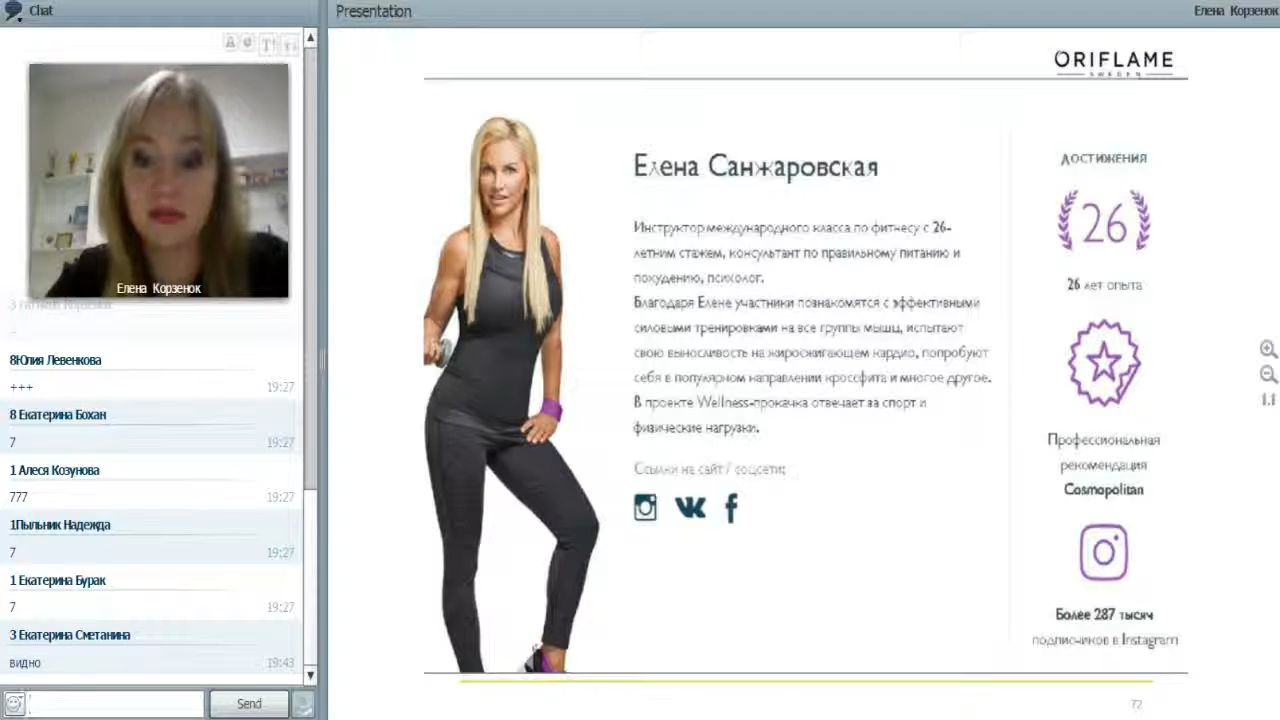 Chat
Елена Корзенок
8Юлия Левенкова
+++ 19:27
8 Екатерина Бохан
7 19:27
1 Алеся Козунова
777 19:27
1Пыльник Надежда
7 19:27
1 Екатерина Бурак
7 19:27
3 Екатерина Сметанина
видно 19:43
Send
Presentation
Елена Корзенок
ORIFLAME
SWEDEN
Елена Санжаровская
Инструктор международного класса по фитнесу с 26-
летним стажем, консультант по правильному питанию и
похудению, психолог.
Благодаря Елене участники познакомятся с эффективными
силовыми тренировками на все группы мышц, испытают
свою выносливость на жиросжигающем кардио, попробуют
себя в популярном направлении кроссфита и многое другое.
В проекте Wellness-прокачка отвечает за спорт и
физические нагрузки.
Ссылки на сайт / соцсети:
ДОСТИЖЕНИЯ
26
26 лет опыта
Профессиональная
рекомендация
Cosmopolitan
Более 287 тысяч
подписчиков в Instagram
72
1:1